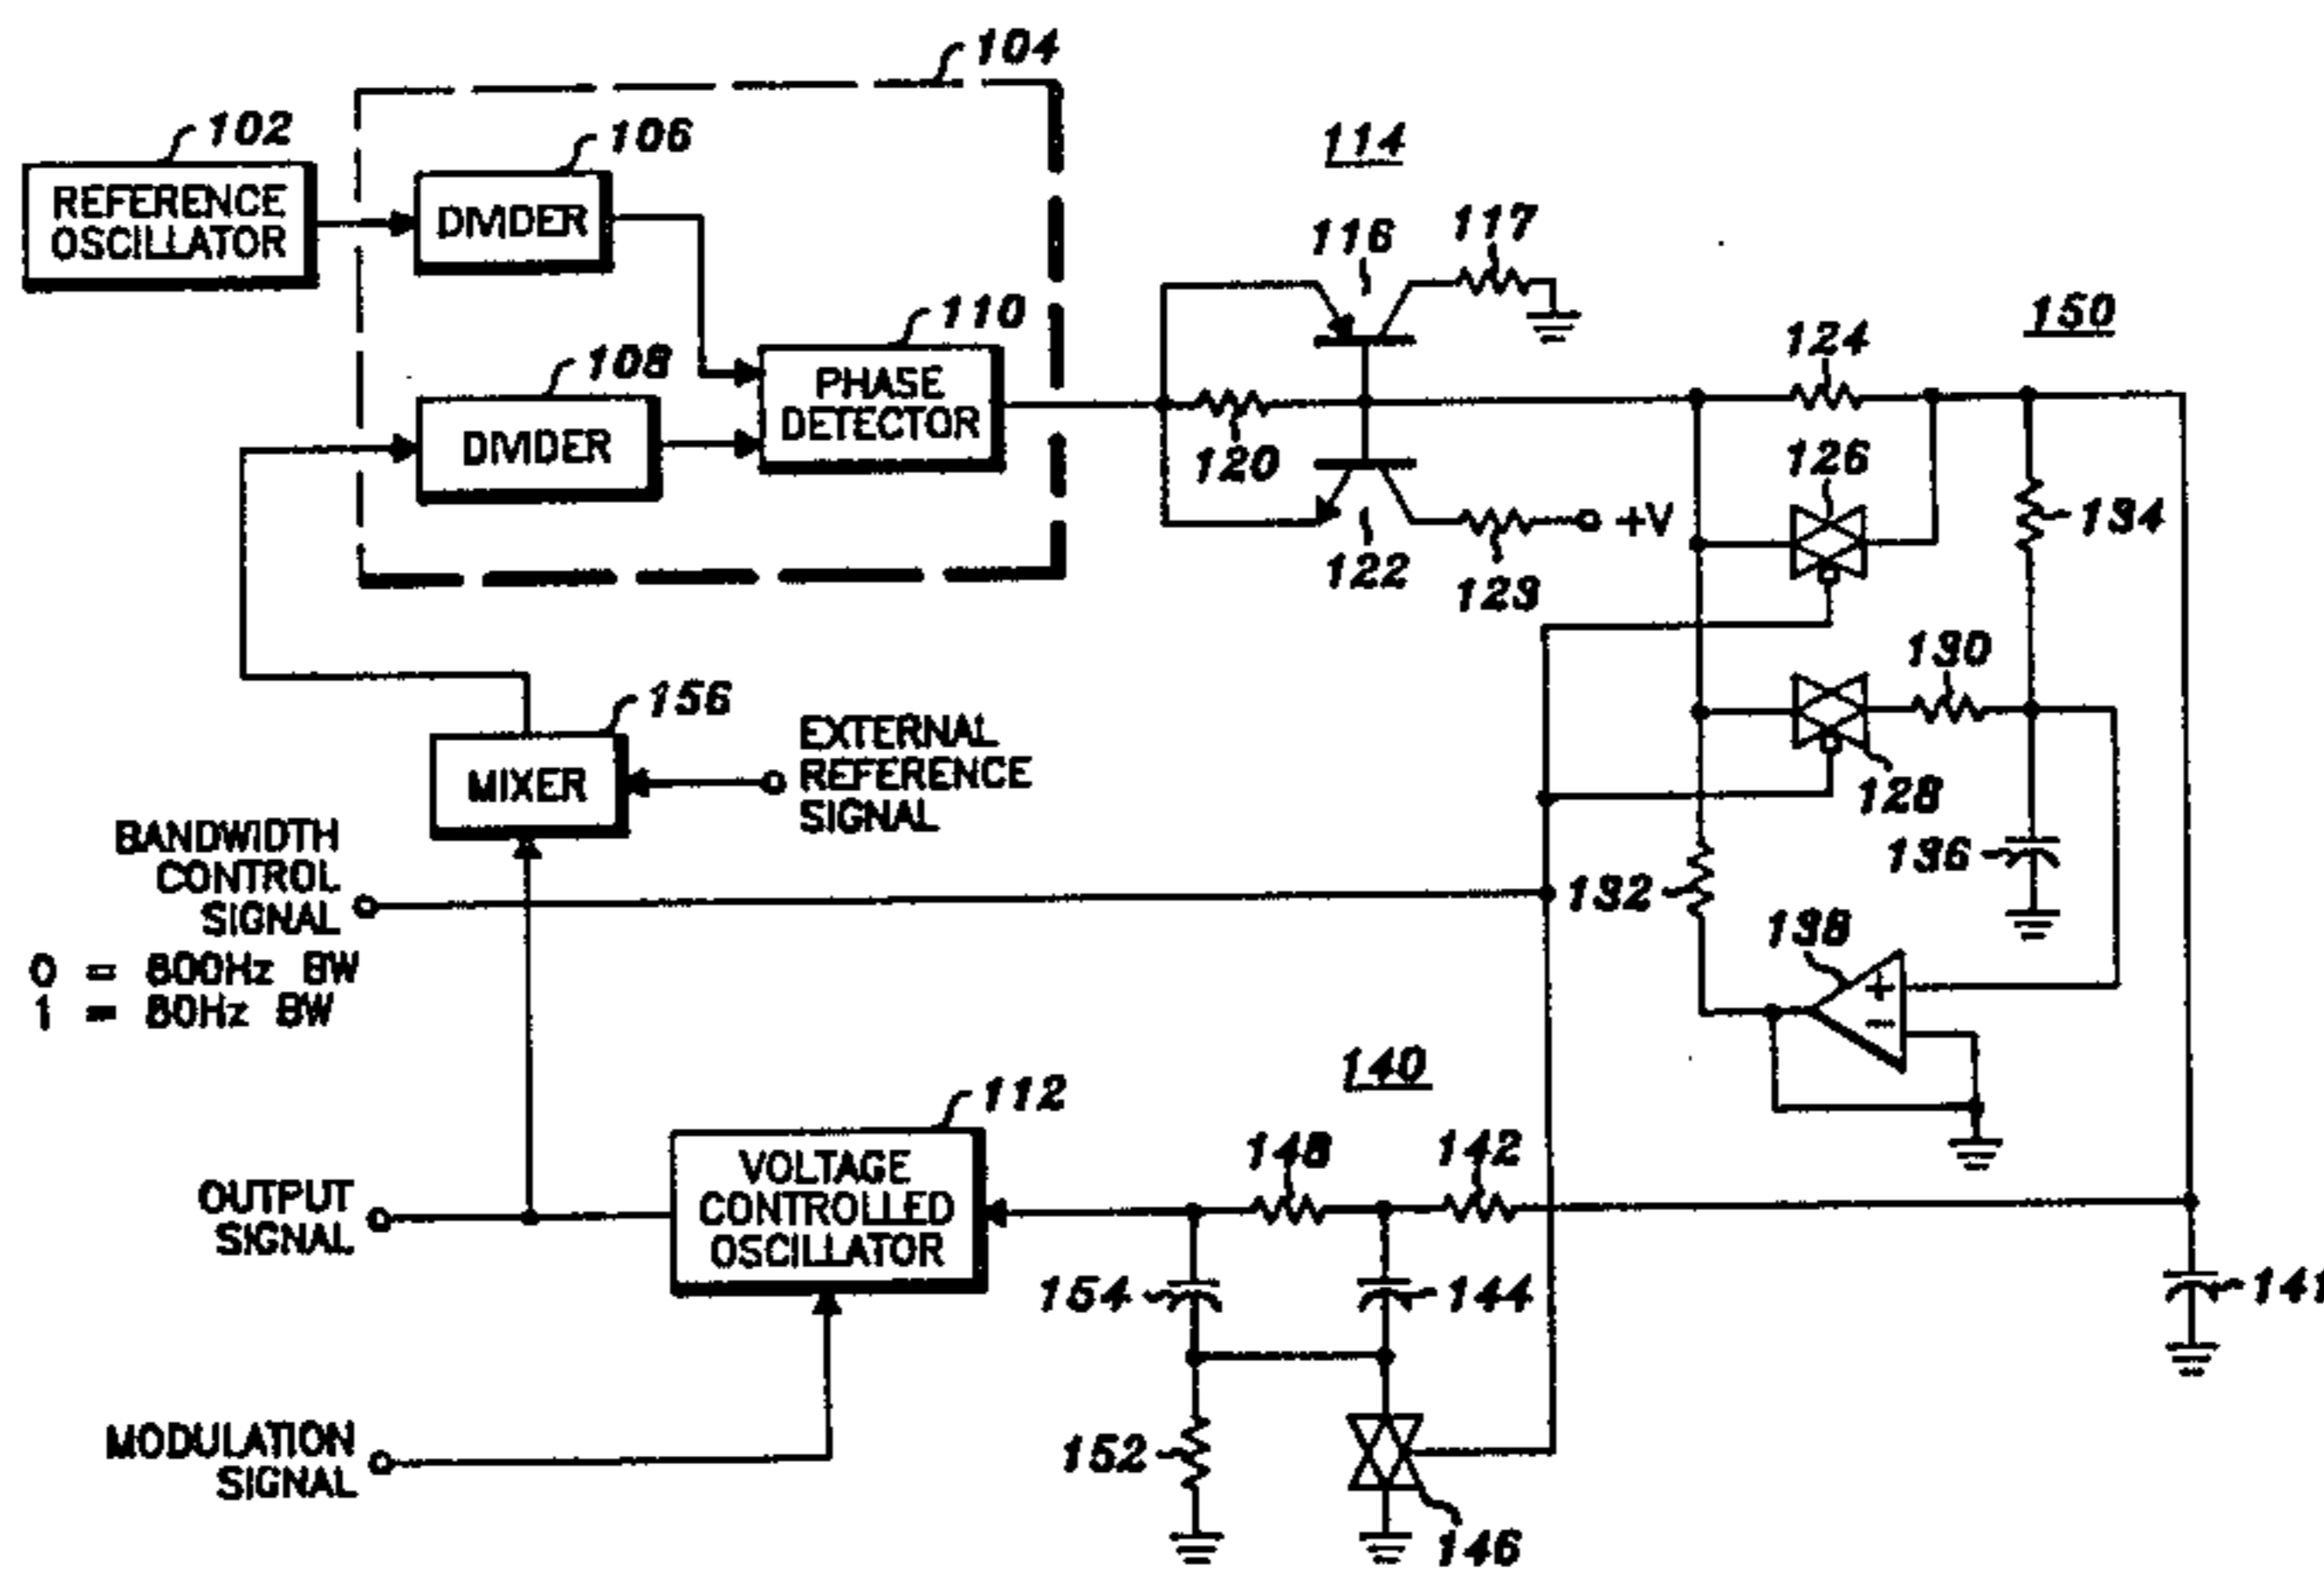 104
102
106
REFERENCE
OSCILLATOR
DIVIDER
114
116
117
150
108
110
124
PHASE
DETECTOR
DIVIDER
120
126
+V
134
122
123
130
156
EXTERNAL
REFERENCE
SIGNAL
MIXER
128
BANDWIDTH
CONTROL
SIGNAL
136
132
138
0 = 800Hz BW
1 = 80Hz BW
+
−
140
112
148
142
VOLTAGE
CONTROLLED
OSCILLATOR
OUTPUT
SIGNAL
154
144
141
MODULATION
SIGNAL
152
146